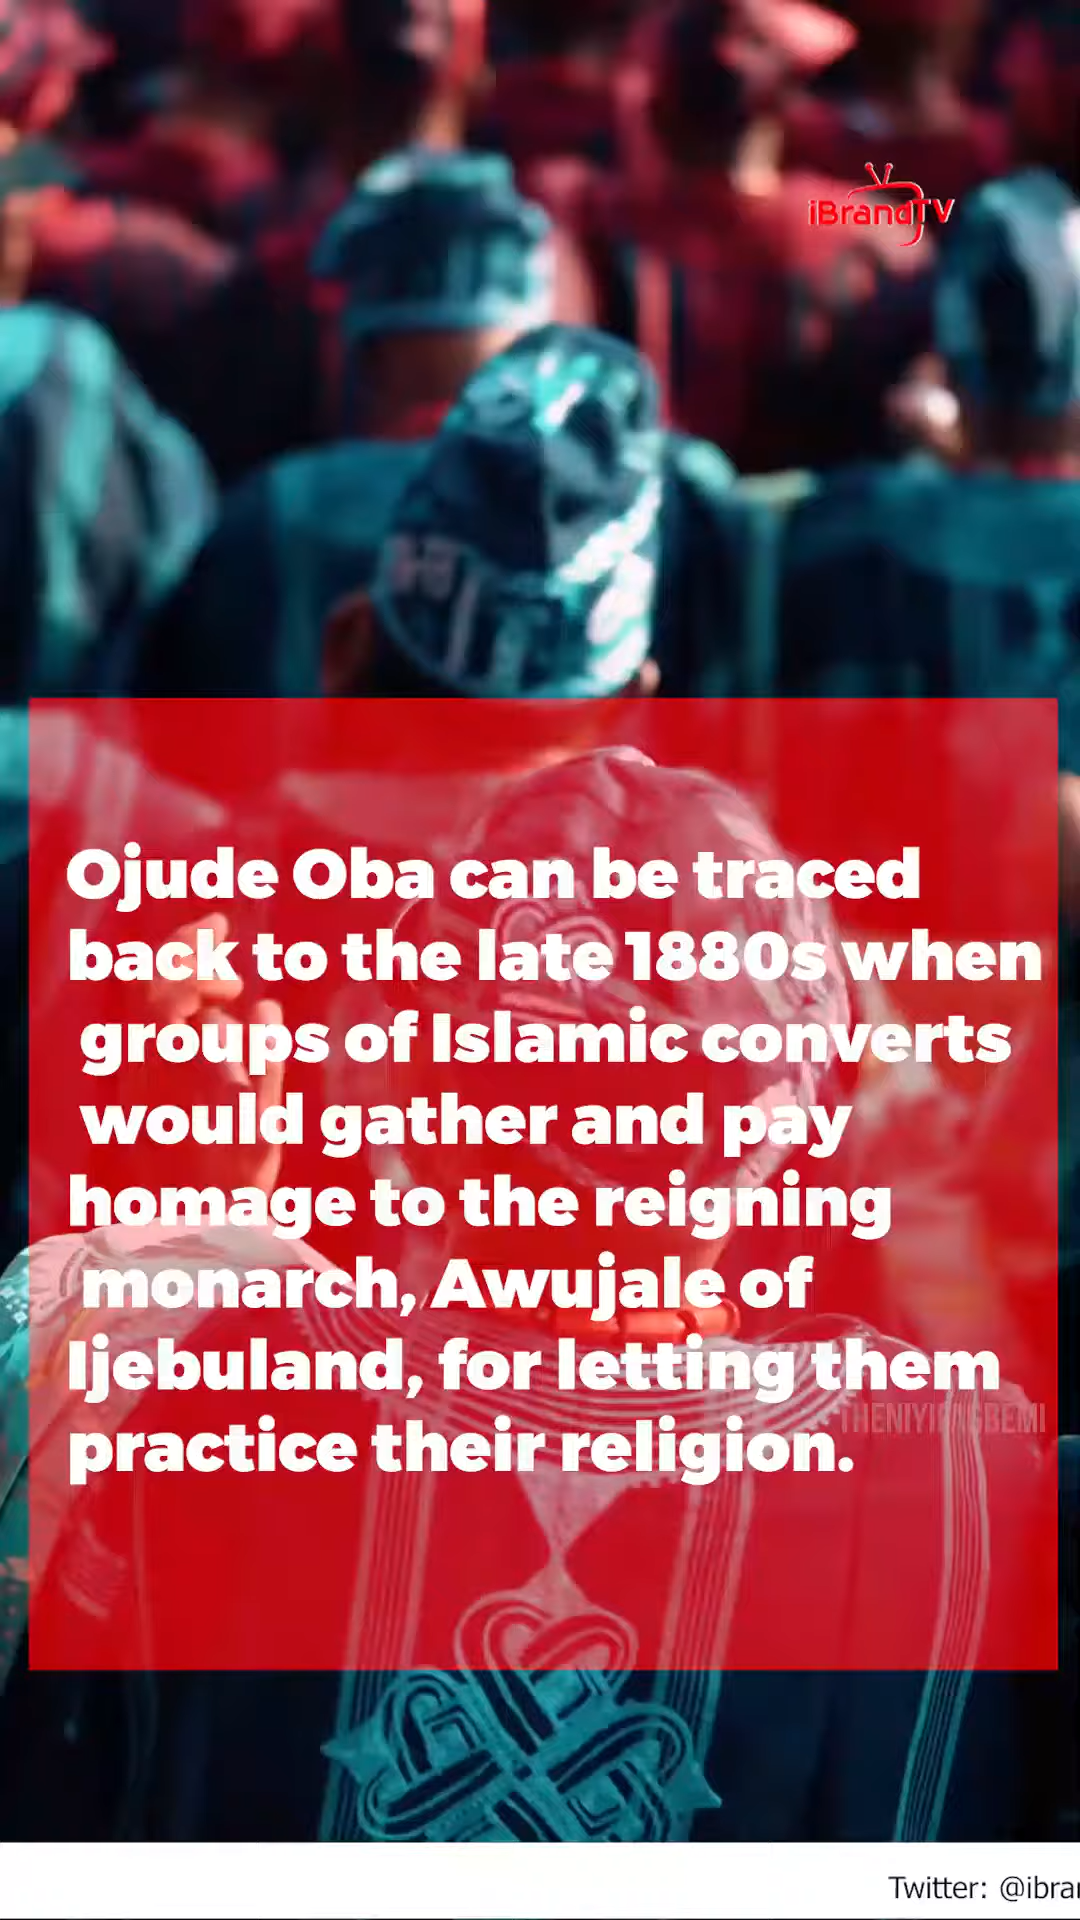 iBrandTV
Ojude Oba can be traced
back to the late 1880s when
groups of Islamic converts
would gather and pay
homage to the reigning
monarch, Awujale of
Ijebuland, for letting them
practice their religion.
Twitter: @ibran